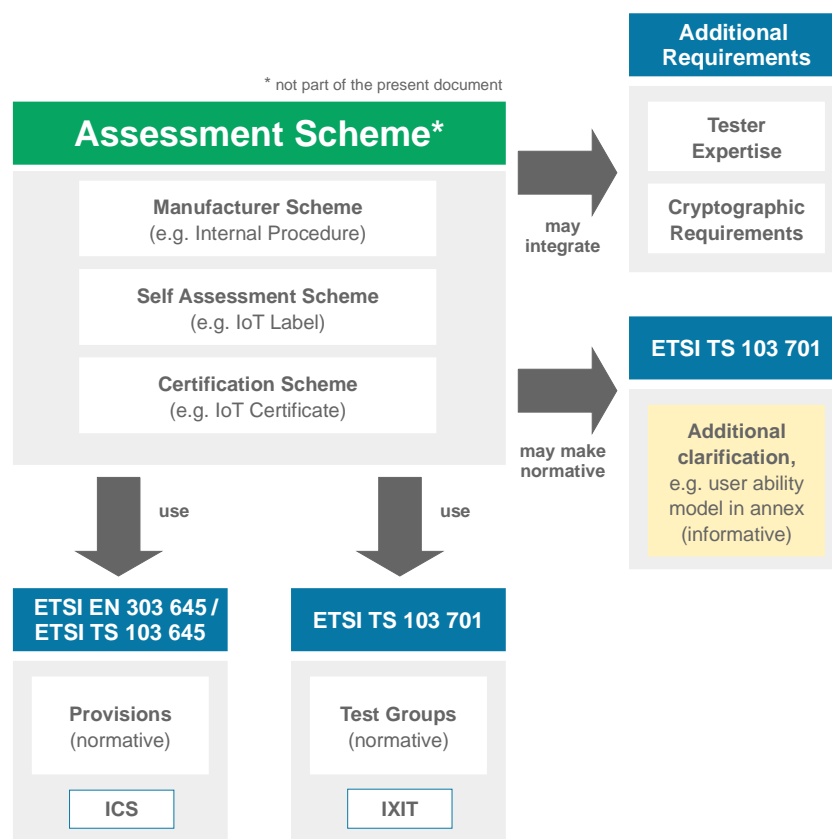 * not part of the present document
Assessment Scheme*
Manufacturer Scheme
(e.g. Internal Procedure)
Self Assessment Scheme
(e.g. IoT Label)
Certification Scheme
(e.g. IoT Certificate)
may
integrate
Additional
Requirements
Tester
Expertise
Cryptographic
Requirements
may make
normative
ETSI TS 103 701
Additional
clarification,
e.g. user ability
model in annex
(informative)
use
use
ETSI EN 303 645 /
ETSI TS 103 645
Provisions
(normative)
ICS
ETSI TS 103 701
Test Groups
(normative)
IXIT